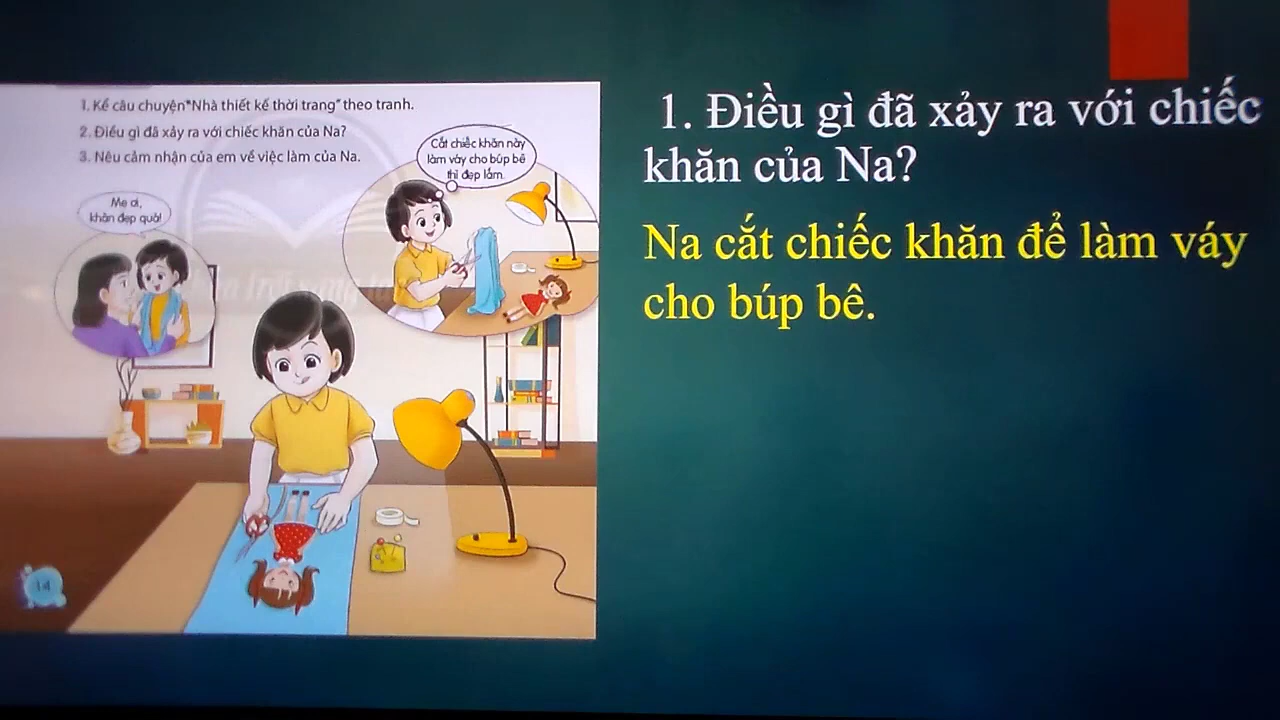 1. Kể câu chuyện "Nhà thiết kế thời trang" theo tranh.
2. Điều gì đã xảy ra với chiếc khăn của Na?
3. Nêu cảm nhận của em về việc làm của Na.
Cắt chiếc khăn này
làm váy cho búp bê
thì đẹp lắm.
Mẹ ơi,
khăn đẹp quá!
14
1. Điều gì đã xảy ra với chiếc
khăn của Na?
Na cắt chiếc khăn để làm váy
cho búp bê.